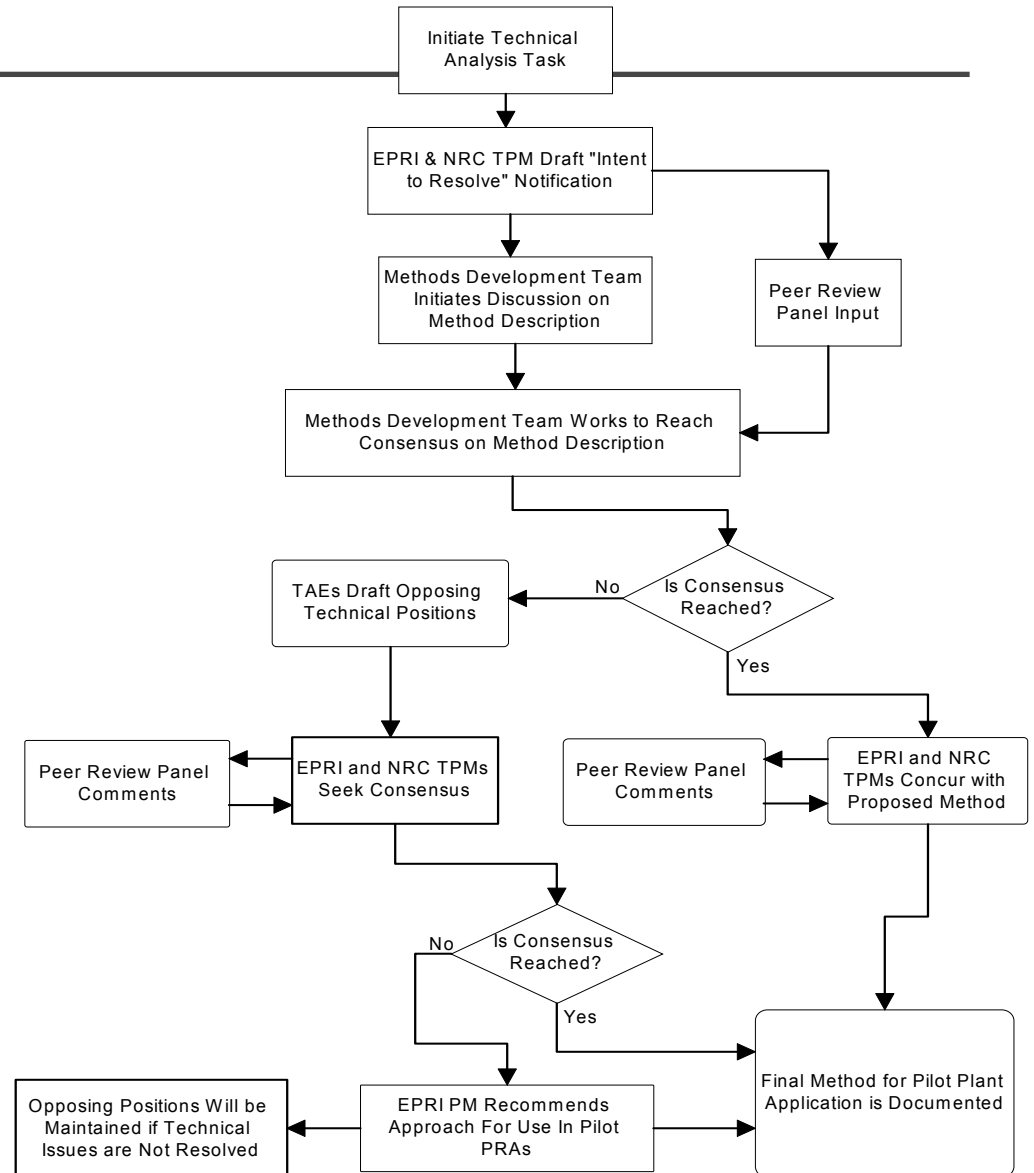 Initiate Technical
Analysis Task
EPRI & NRC TPM Draft "Intent
to Resolve" Notification
Methods Development Team
Initiates Discussion on
Method Description
Peer Review
Panel Input
Methods Development Team Works to Reach
Consensus on Method Description
Is Consensus
Reached?
No
Yes
TAEs Draft Opposing
Technical Positions
Peer Review Panel
Comments
EPRI and NRC TPMs
Seek Consensus
Peer Review Panel
Comments
EPRI and NRC
TPMs Concur with
Proposed Method
Is Consensus
Reached?
No
Yes
Opposing Positions Will be
Maintained if Technical
Issues are Not Resolved
EPRI PM Recommends
Approach For Use In Pilot
PRAs
Final Method for Pilot Plant
Application is Documented